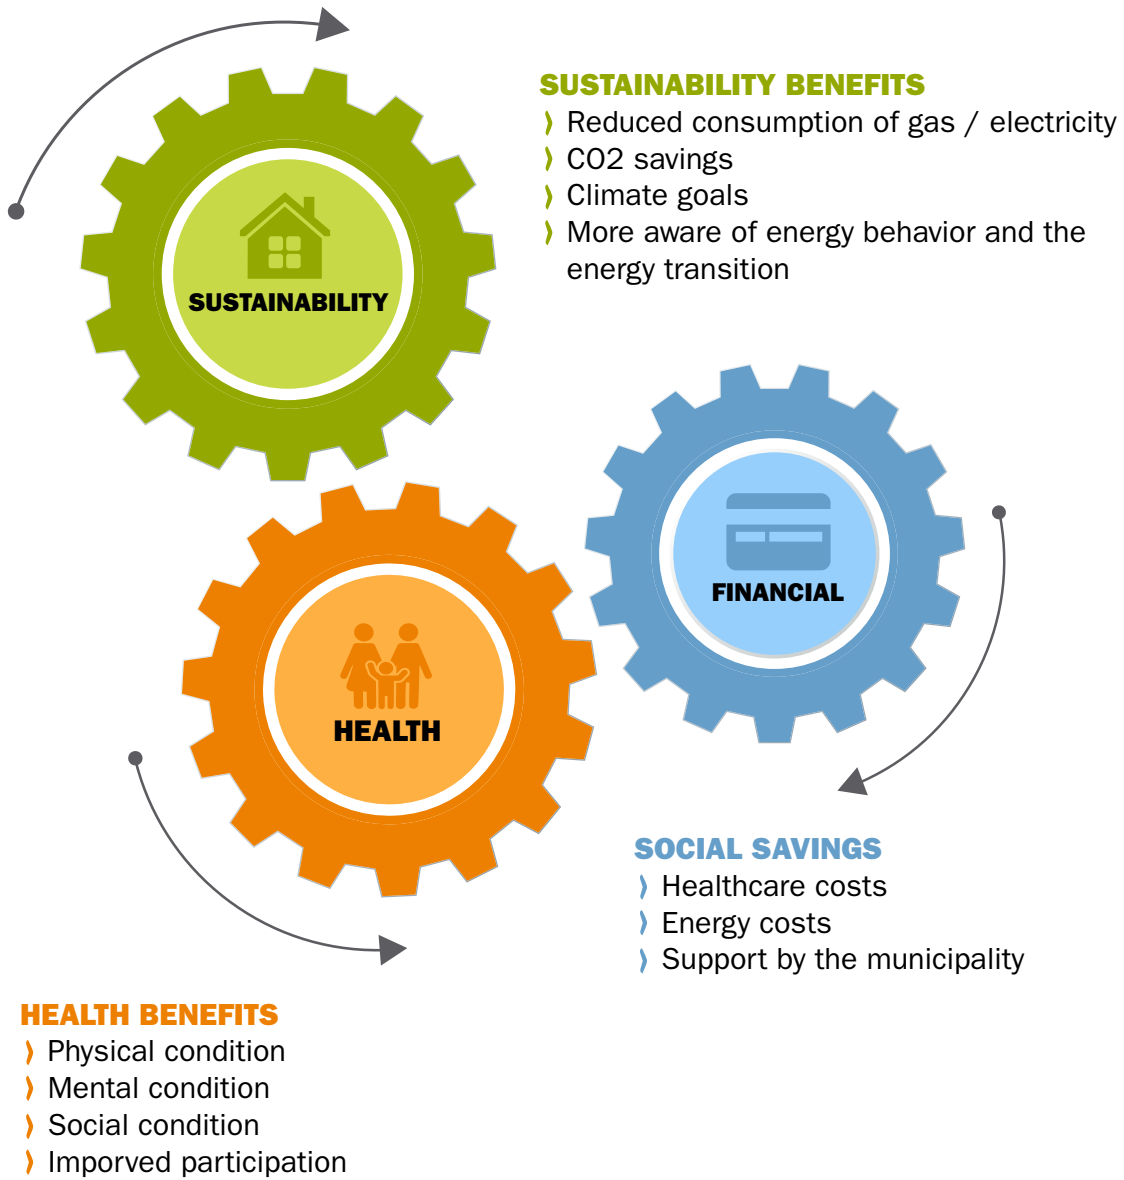 SUSTAINABILITY BENEFITS
Reduced consumption of gas / electricity
CO2 savings
Climate goals
More aware of energy behavior and the
energy transition
SUSTAINABILITY
FINANCIAL
HEALTH
SOCIAL SAVINGS
Healthcare costs
Energy costs
Support by the municipality
HEALTH BENEFITS
Physical condition
Mental condition
Social condition
Imporved participation